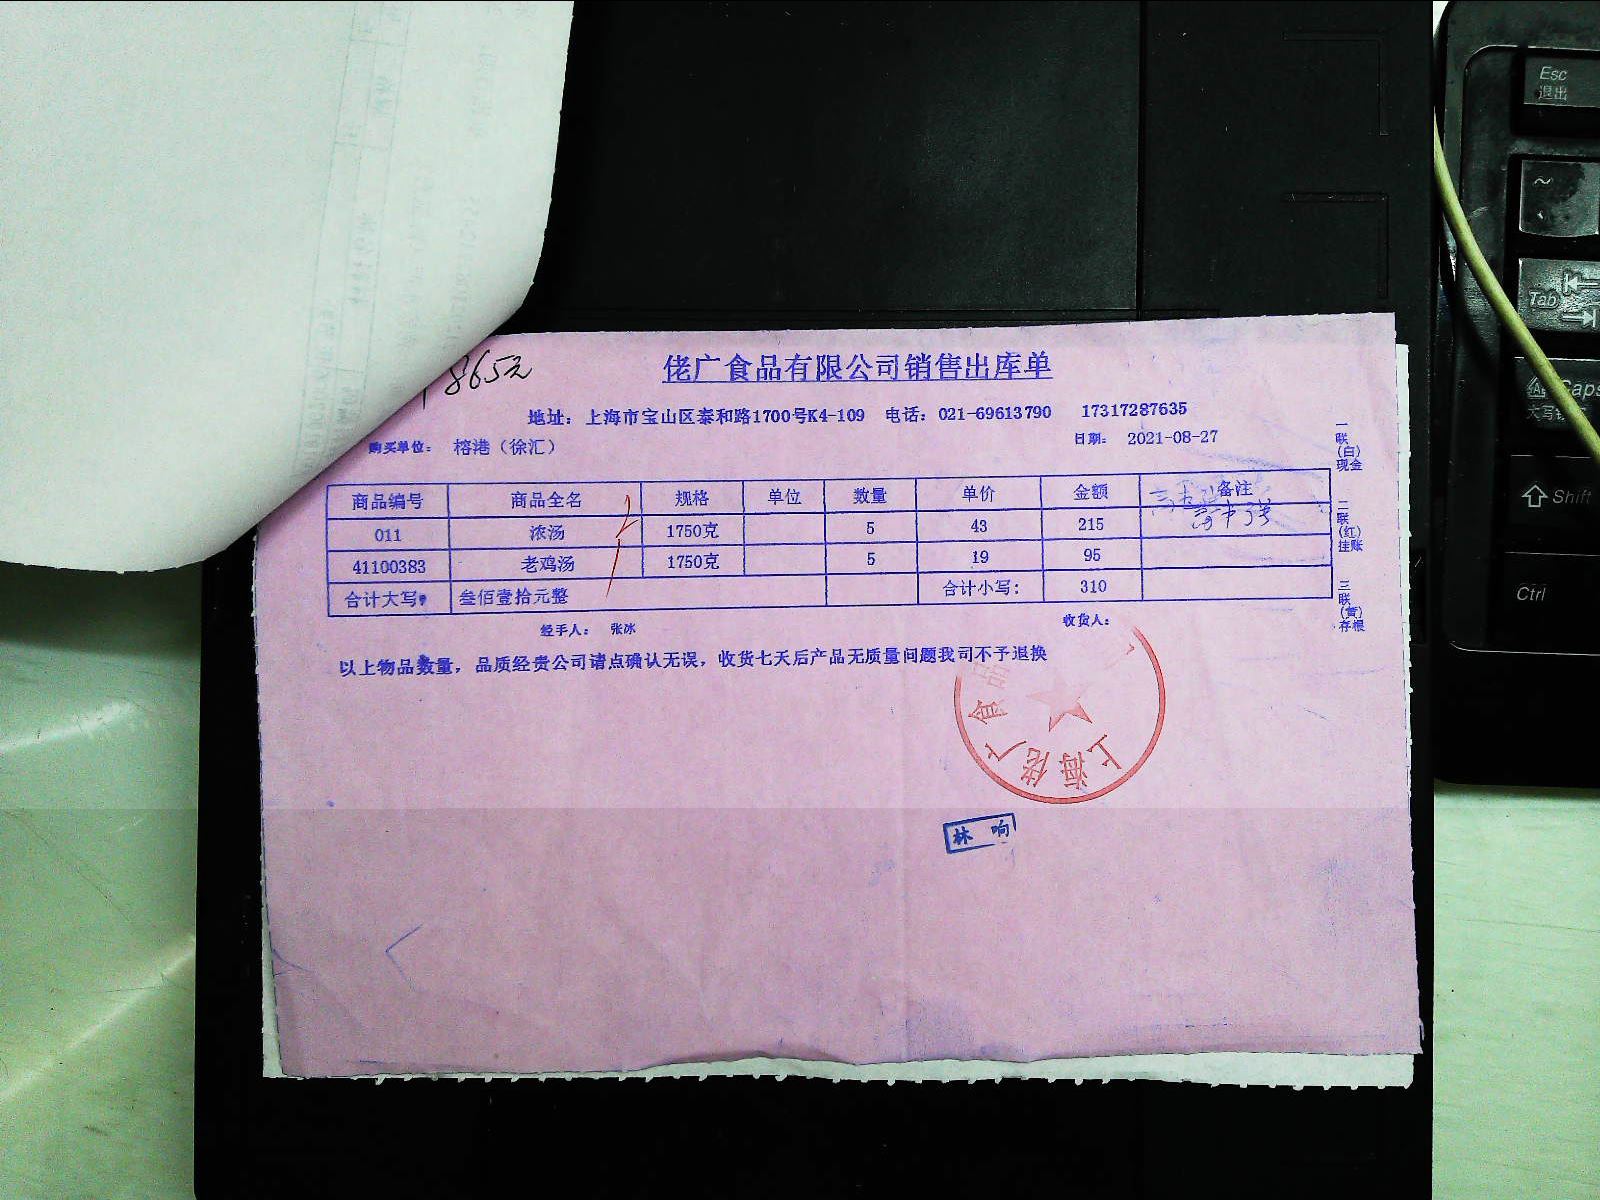 865元
佬广食品有限公司销售出库单
地址：上海市宝山区泰和路1700号K4-109 电话：021-69613790 17317287635
购买单位： 榕港（徐汇） 日期： 2021-08-27
商品编号 商品全名 规格 单位 数量 单价 金额 备注
011 浓汤 1750克 5 43 215
41100383 老鸡汤 1750克 5 19 95
合计大写： 叁佰壹拾元整 合计小写： 310
经手人： 张冰 收货人：
以上物品数量，品质经贵公司请点确认无误，收货七天后产品无质量问题我司不予退换
一联(白)现金
二联(红)挂账
三联(黄)存根
上海佬广食品
林响
Esc
退出
~
Tab
Caps
大写
Shift
Ctrl